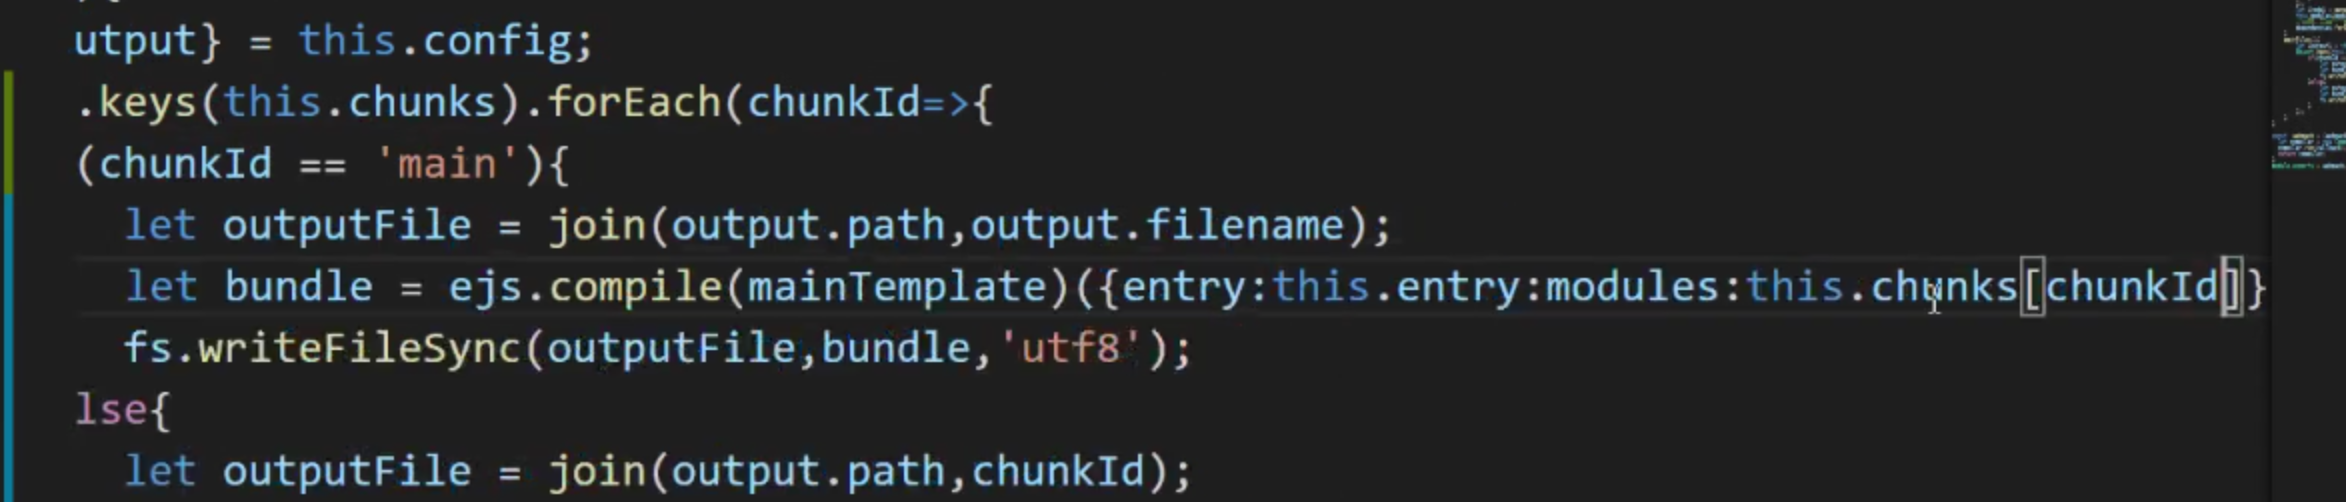 utput} = this.config;
.keys(this.chunks).forEach(chunkId=>{
(chunkId == 'main'){
let outputFile = join(output.path,output.filename);
let bundle = ejs.compile(mainTemplate)({entry:this.entry:modules:this.chunks[chunkId]}
fs.writeFileSync(outputFile,bundle,'utf8');
lse{
let outputFile = join(output.path,chunkId);